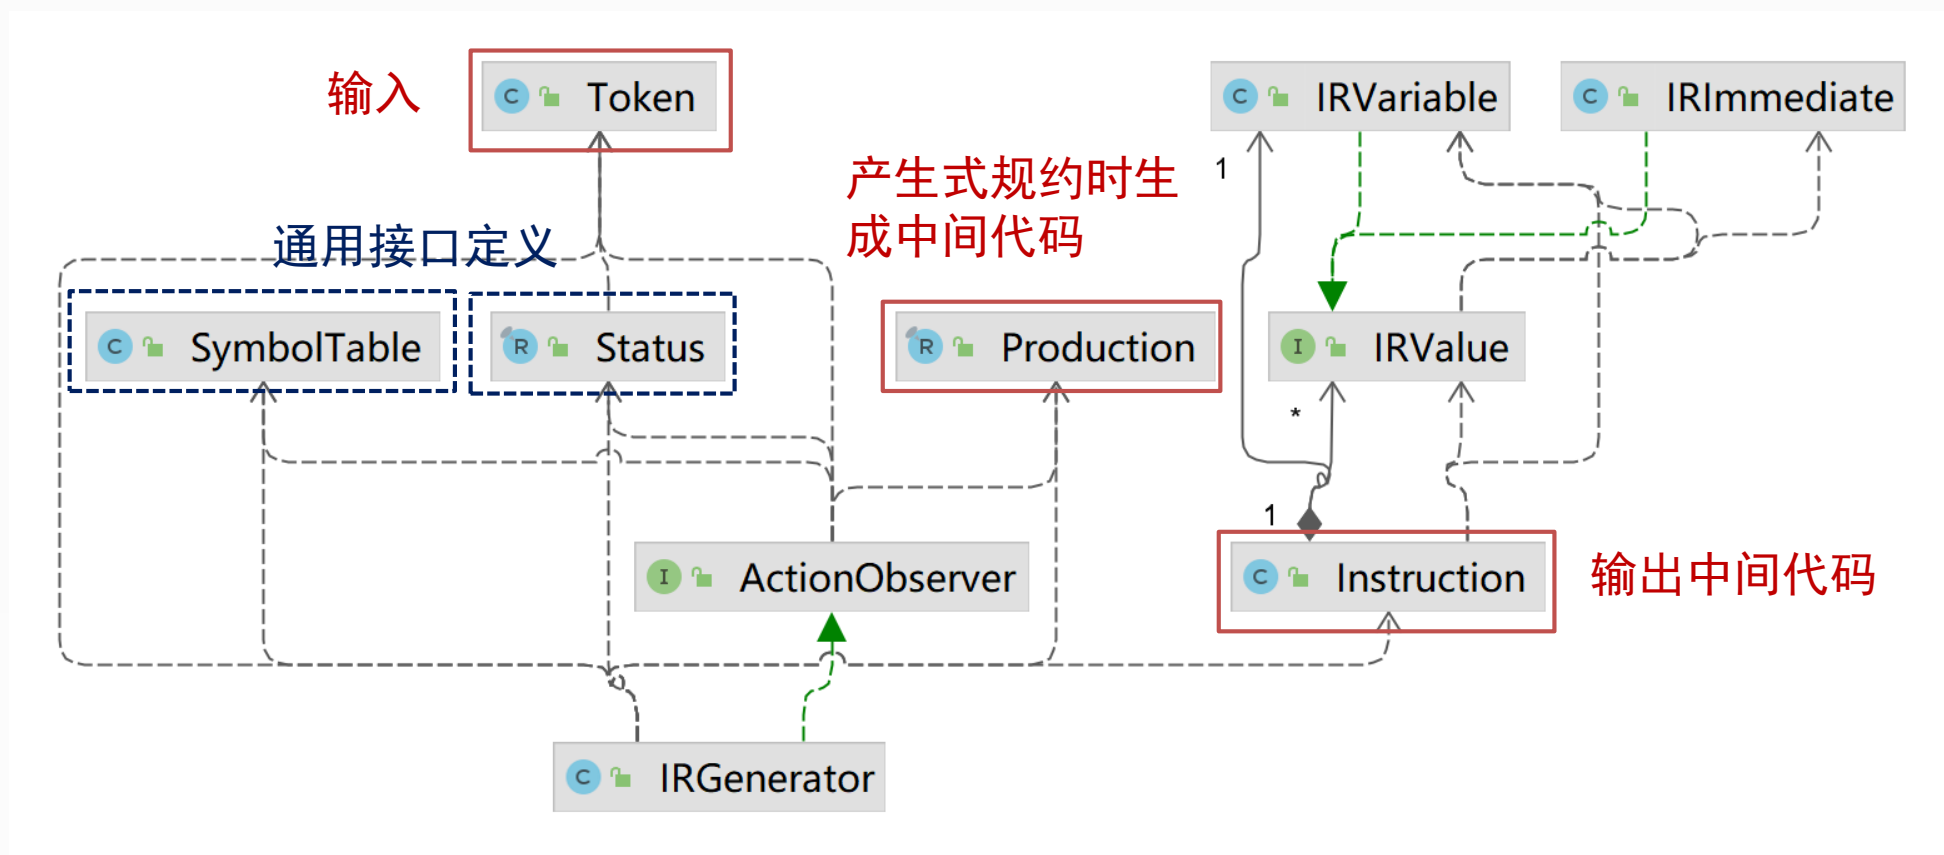 输入
C Token
C IRVariable
C IRImmediate
1
产生式规约时生
成中间代码
通用接口定义
C SymbolTable
R Status
R Production
I IRValue
*
1
I ActionObserver
C Instruction
输出中间代码
C IRGenerator